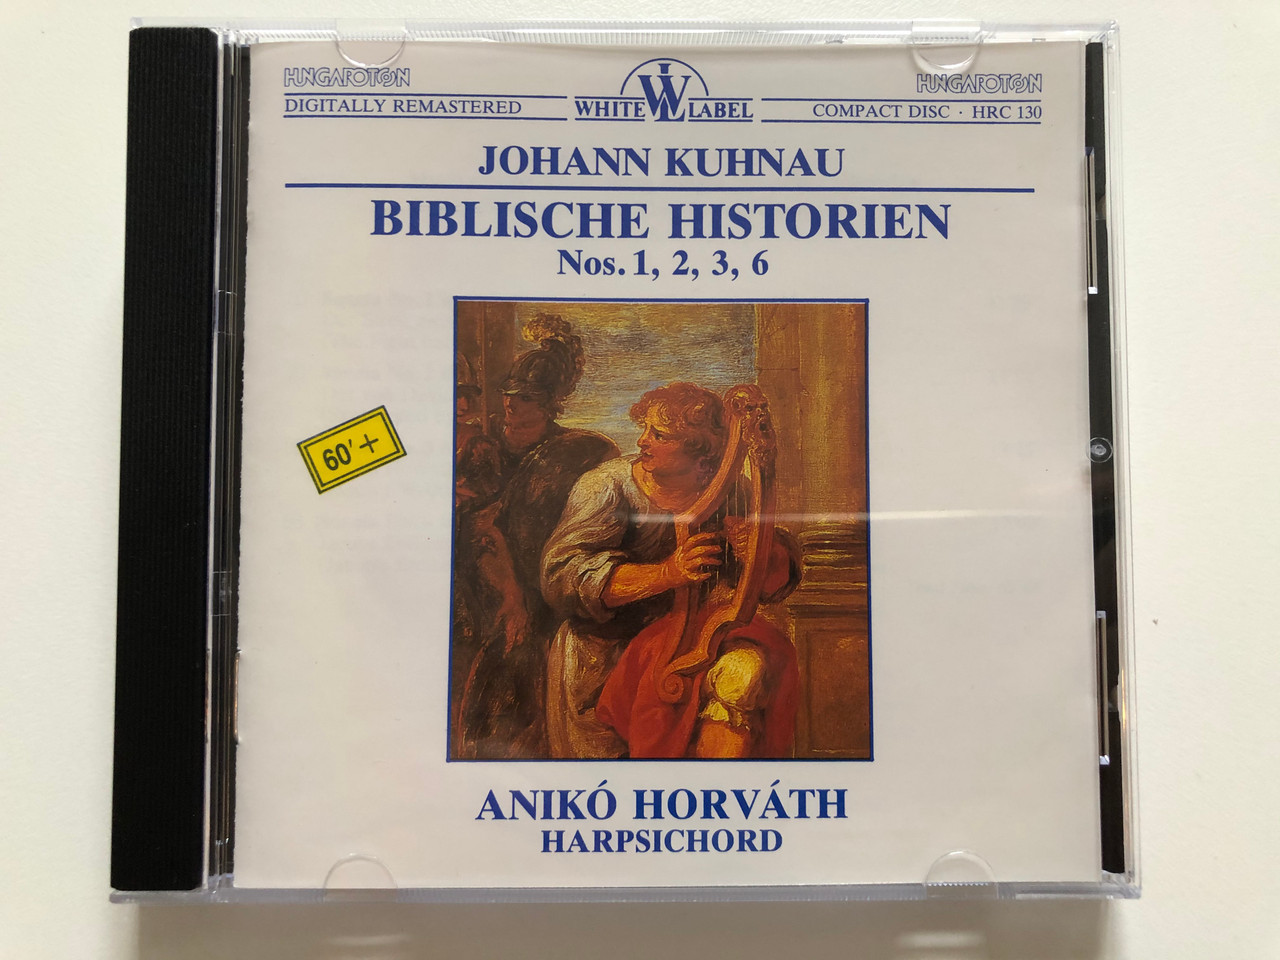 HUNGAROTON HUNGAROTON
DIGITALLY REMASTERED WHITE WL LABEL COMPACT DISC · HRC 130
JOHANN KUHNAU
BIBLISCHE HISTORIEN
Nos. 1, 2, 3, 6
60′+
ANIKÓ HORVÁTH
HARPSICHORD